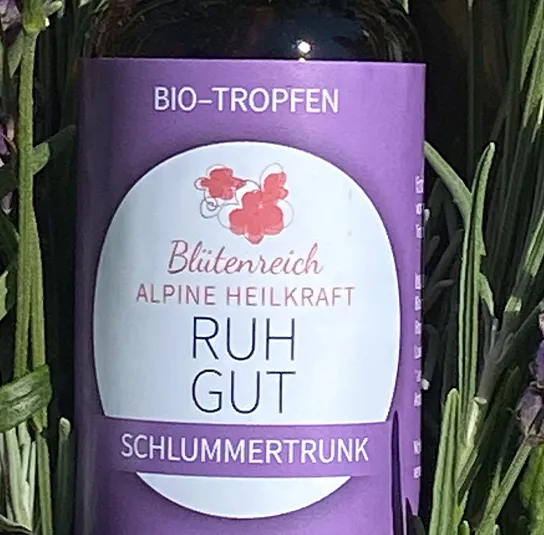 BIO-TROPFEN
Blütenreich
ALPINE HEILKRAFT
RUH
GUT
SCHLUMMERTRUNK